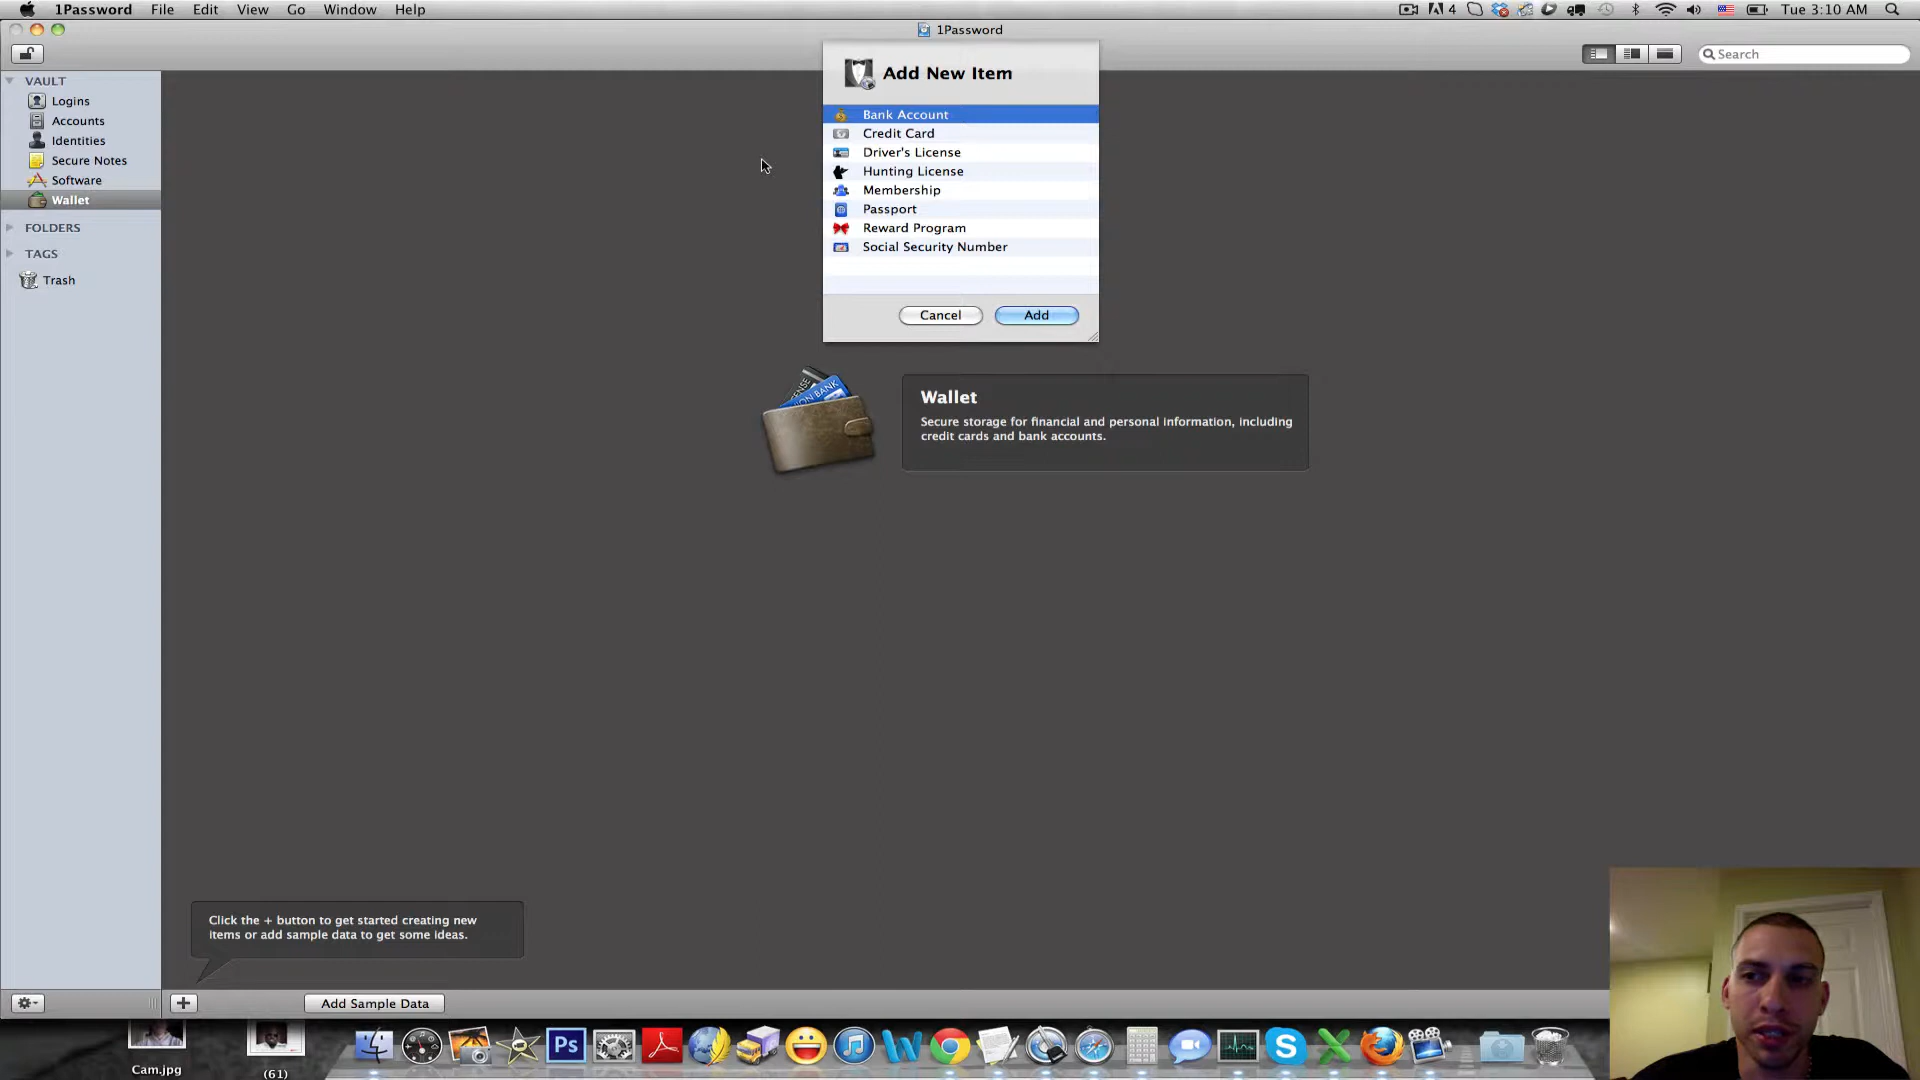 1Password File Edit View Go Window Help
4 Tue 3:10 AM
1Password
Search
VAULT
Logins
Accounts
Identities
Secure Notes
Software
Wallet
FOLDERS
TAGS
Trash
Add New Item
Bank Account
Credit Card
Driver's License
Hunting License
Membership
Passport
Reward Program
Social Security Number
Cancel Add
Wallet
Secure storage for financial and personal information, including
credit cards and bank accounts.
Click the + button to get started creating new
items or add sample data to get some ideas.
Add Sample Data
Ps
Cam.jpg
(61)